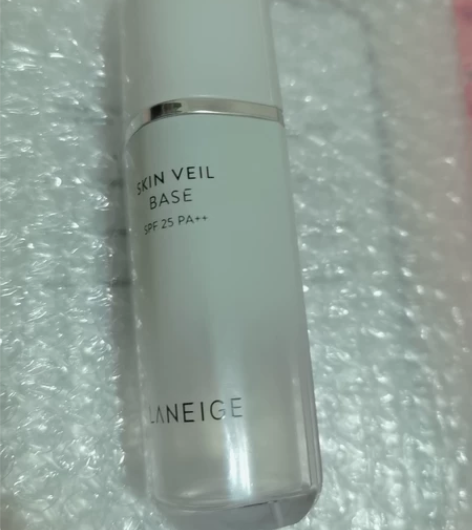 SKIN VEIL
BASE
SPF 25 PA++
LANEIGE